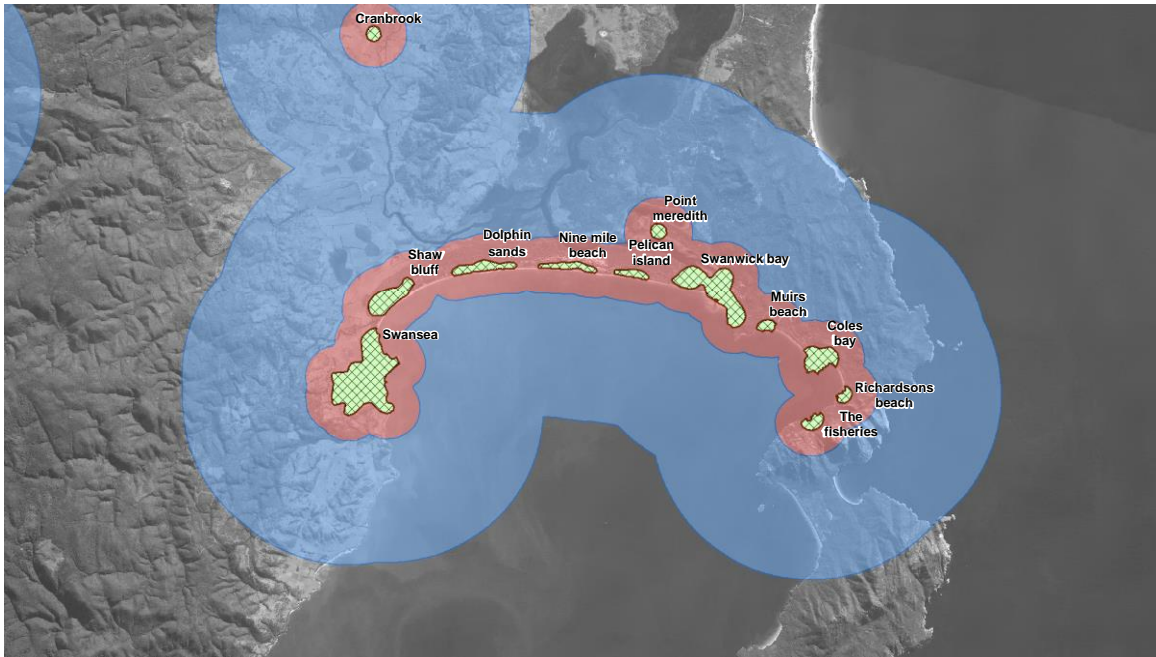 Cranbrook
Point
meredith
Dolphin
sands
Nine mile
beach
Pelican
island
Swanwick bay
Shaw
bluff
Muirs
beach
Swansea
Coles
bay
Richardsons
beach
The
fisheries